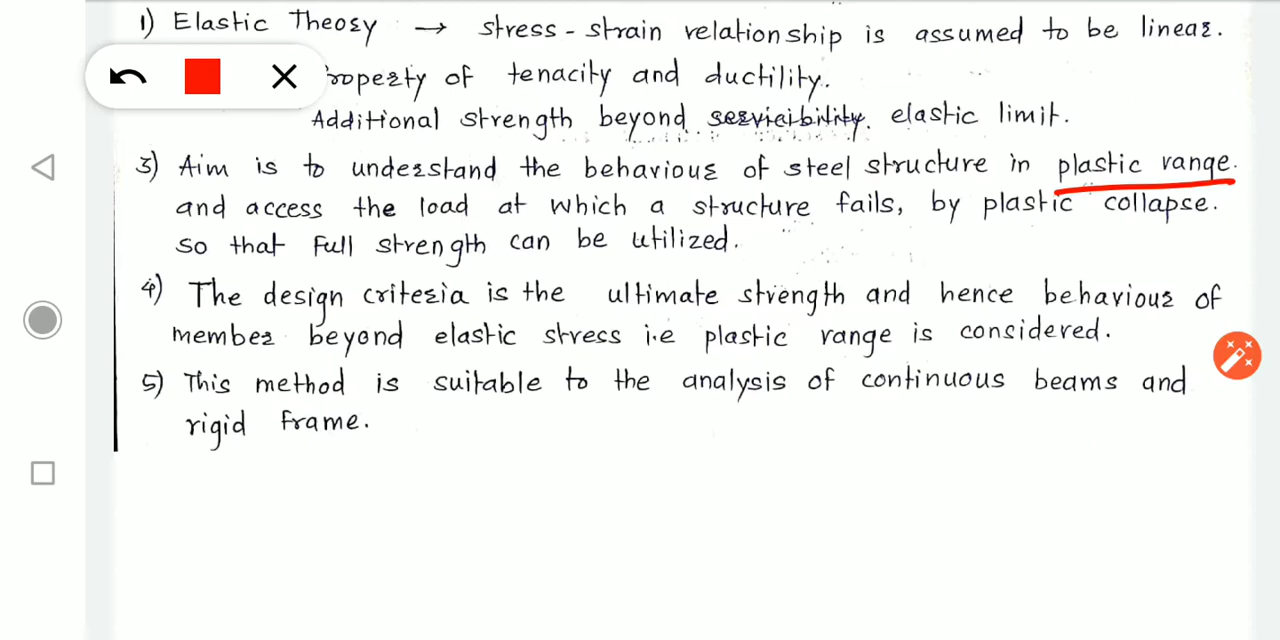 1) Elastic Theory → stress - strain relationship is assumed to be linear.
roperty of tenacity and ductility.
Additional strength beyond servicibility. elastic limit.
3) Aim is to understand the behaviour of steel structure in plastic range.
and access the load at which a structure fails, by plastic collapse.
so that full strength can be utilized.
4) The design criteria is the ultimate strength and hence behaviour of
member beyond elastic stress i.e plastic range is considered.
5) This method is suitable to the analysis of continuous beams and
rigid frame.